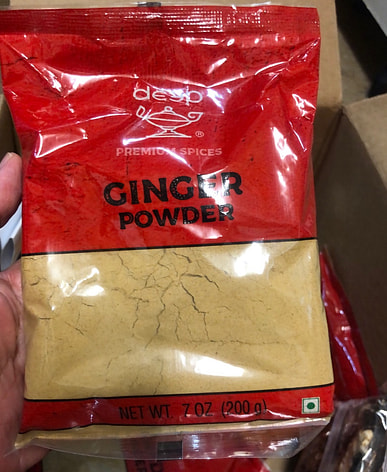 deep
®
PREMIUM SPICES
GINGER
POWDER
NET WT. 7 OZ. (200 g)